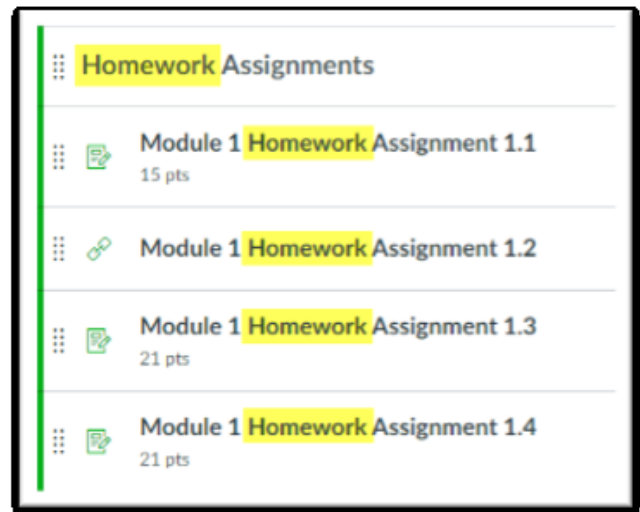 Homework Assignments
Module 1 Homework Assignment 1.1
15 pts
Module 1 Homework Assignment 1.2
Module 1 Homework Assignment 1.3
21 pts
Module 1 Homework Assignment 1.4
21 pts